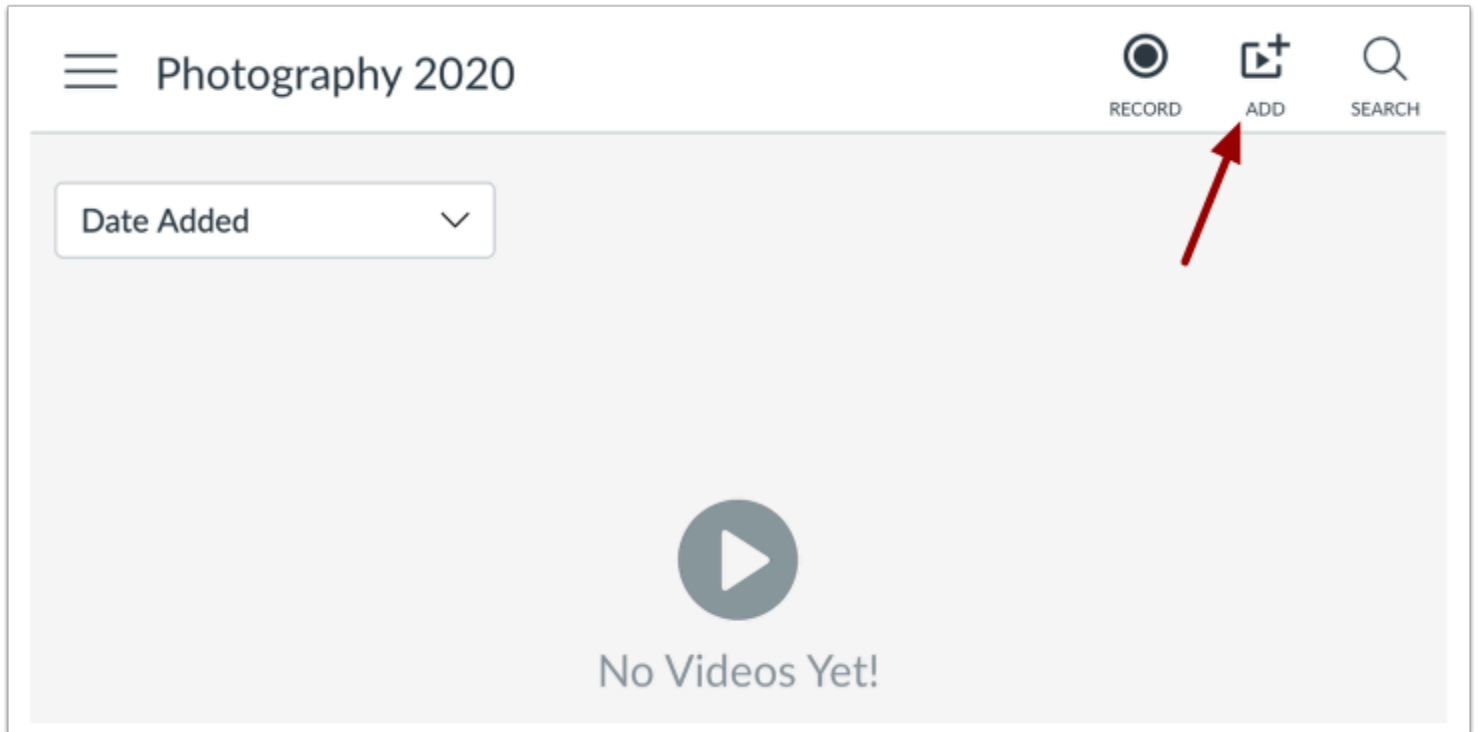 Photography 2020
RECORD
ADD
SEARCH
Date Added
No Videos Yet!